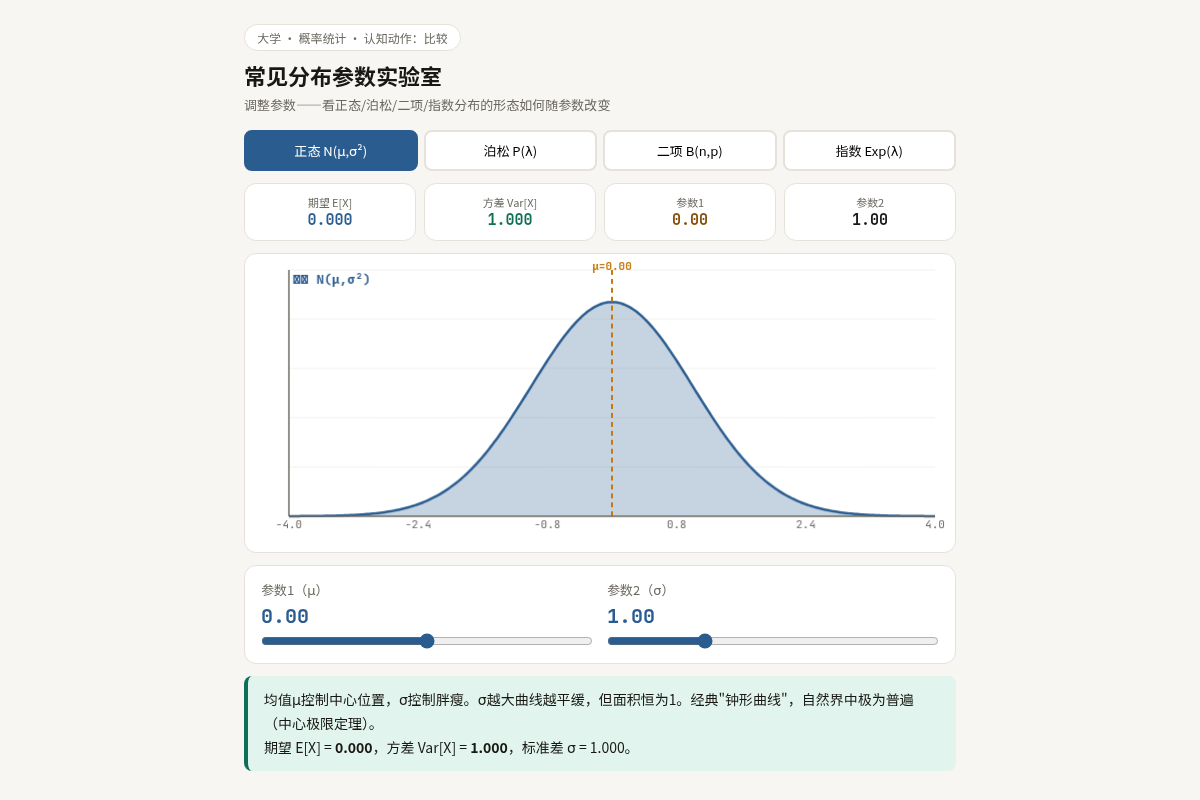 大学 · 概率统计 · 认知动作：比较
常见分布参数实验室
调整参数——看正态/泊松/二项/指数分布的形态如何随参数改变
正态 N(μ,σ²)
泊松 P(λ)
二项 B(n,p)
指数 Exp(λ)
期望 E[X]
0.000
方差 Var[X]
1.000
参数1
0.00
参数2
1.00
μ=0.00
N(μ,σ²)
-4.0
-2.4
-0.8
0.8
2.4
4.0
参数1（μ）
0.00
参数2（σ）
1.00
均值μ控制中心位置，σ控制胖瘦。σ越大曲线越平缓，但面积恒为1。经典"钟形曲线"，自然界中极为普遍
（中心极限定理）。
期望 E[X] = 0.000，方差 Var[X] = 1.000，标准差 σ = 1.000。